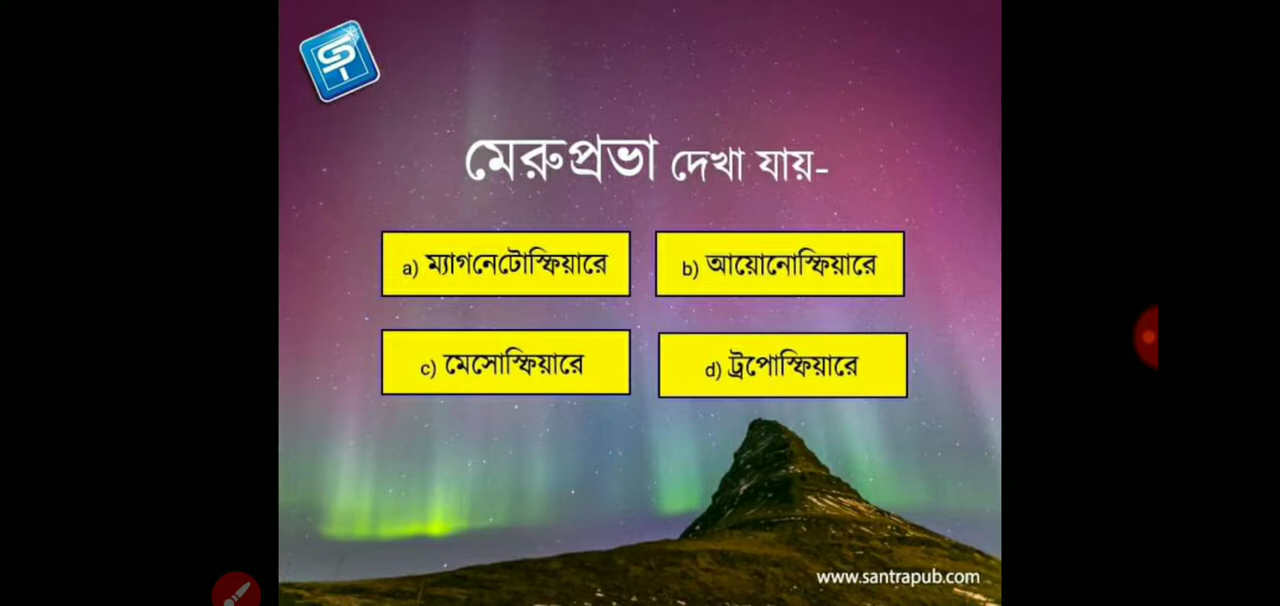 মেরুপ্রভা দেখা যায়-
a) ম্যাগনেটোস্ফিয়ারে
b) আয়োনোস্ফিয়ারে
c) মেসোস্ফিয়ারে
d) ট্রপোস্ফিয়ারে
www.santrapub.com